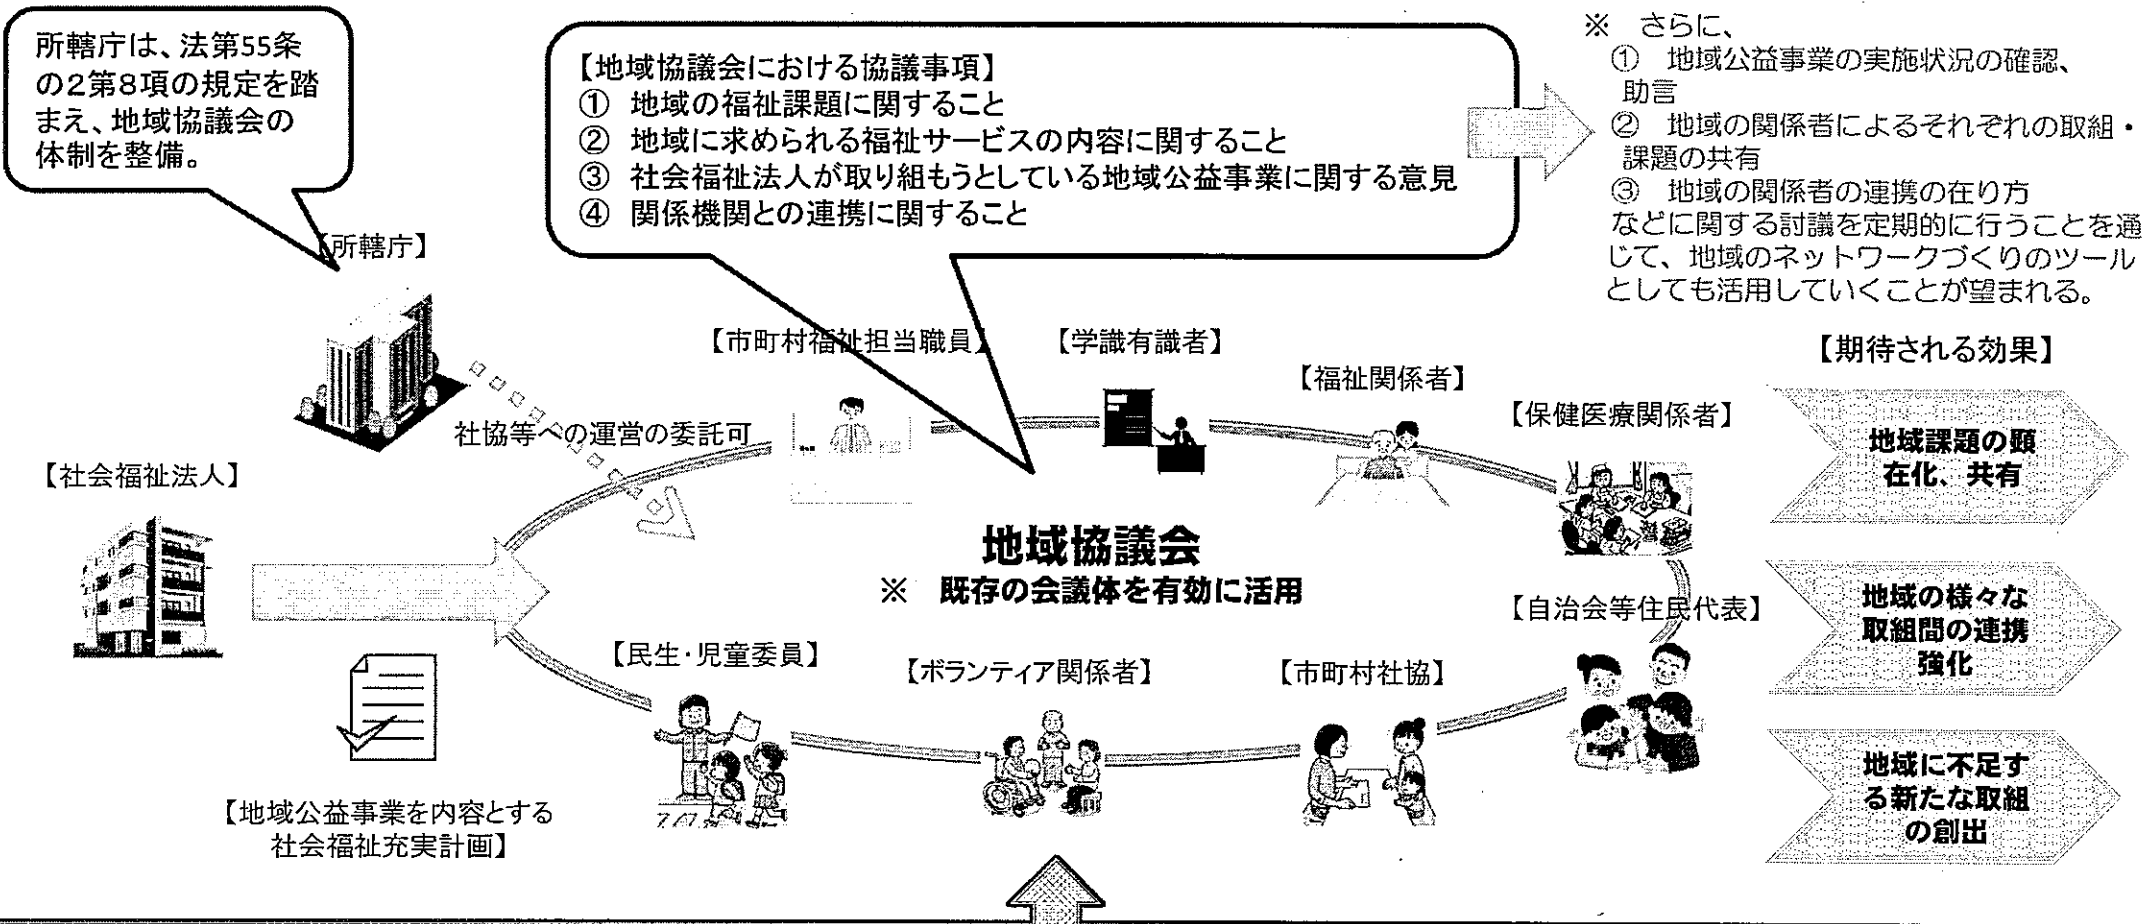 所轄庁は、法第55条
の2第8項の規定を踏
まえ、地域協議会の
体制を整備。
【地域協議会における協議事項】
① 地域の福祉課題に関すること
② 地域に求められる福祉サービスの内容に関すること
③ 社会福祉法人が取り組もうとしている地域公益事業に関する意見
④ 関係機関との連携に関すること
※ さらに、
① 地域公益事業の実施状況の確認、
助言
② 地域の関係者によるそれぞれの取組・
課題の共有
③ 地域の関係者の連携の在り方
などに関する討議を定期的に行うことを通
じて、地域のネットワークづくりのツール
としても活用していくことが望まれる。
【所轄庁】
【市町村福祉担当職員】
【学識有識者】
【福祉関係者】
【保健医療関係者】
社協等への運営の委託可
【社会福祉法人】
地域協議会
※ 既存の会議体を有効に活用
【自治会等住民代表】
【民生・児童委員】
【ボランティア関係者】
【市町村社協】
【地域公益事業を内容とする
社会福祉充実計画】
【期待される効果】
地域課題の顕
在化、共有
地域の様々な
取組間の連携
強化
地域に不足す
る新たな取組
の創出